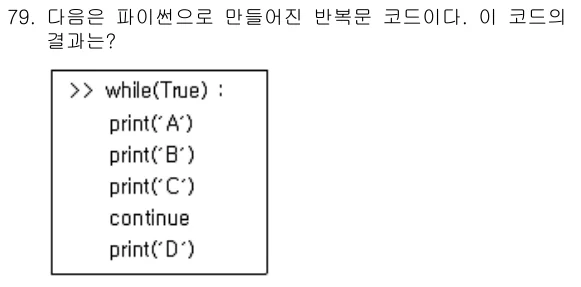 79. 다음은 파이썬으로 만들어진 반복문 코드이다. 이 코드의
결과는?
>> while(True) :
print(´A´)
print(´B´)
print(´C´)
continue
print(´D´)